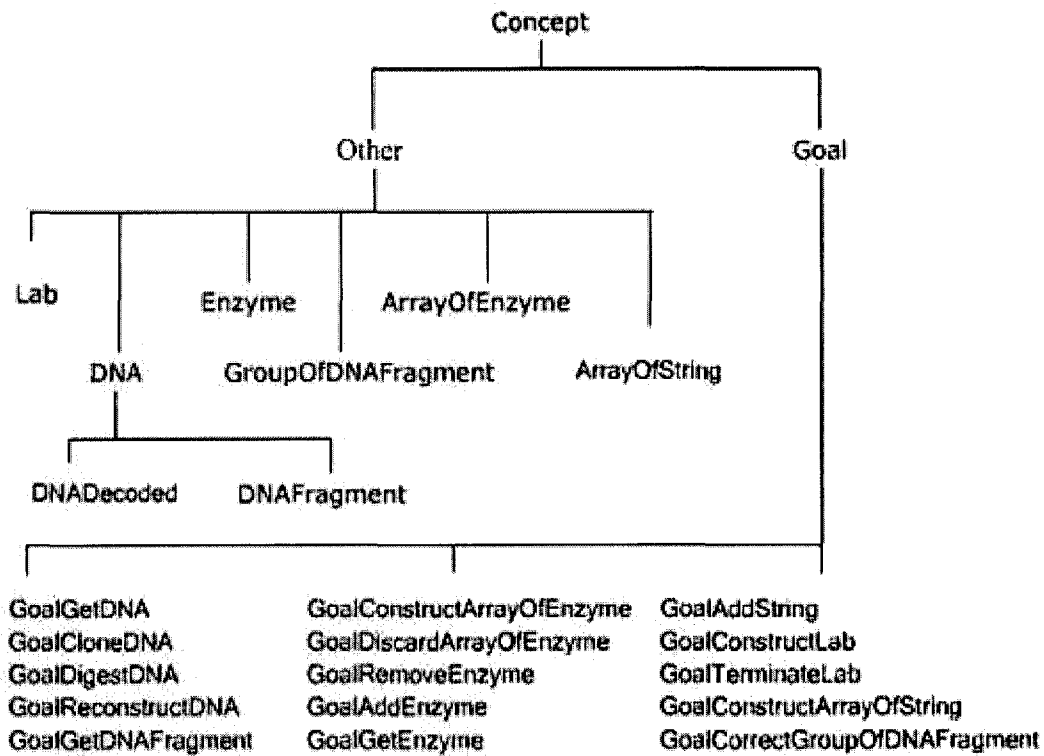 Concept
Other Goal
Lab Enzyme ArrayOfEnzyme
DNA GroupOfDNAFragment ArrayOfString
DNADecoded DNAFragment
GoalGetDNA GoalConstructArrayOfEnzyme GoalAddString
GoalCloneDNA GoalDiscardArrayOfEnzyme GoalConstructLab
GoalDigestDNA GoalRemoveEnzyme GoalTerminateLab
GoalReconstructDNA GoalAddEnzyme GoalConstructArrayOfString
GoalGetDNAFragment GoalGetEnzyme GoalCorrectGroupOfDNAFragment